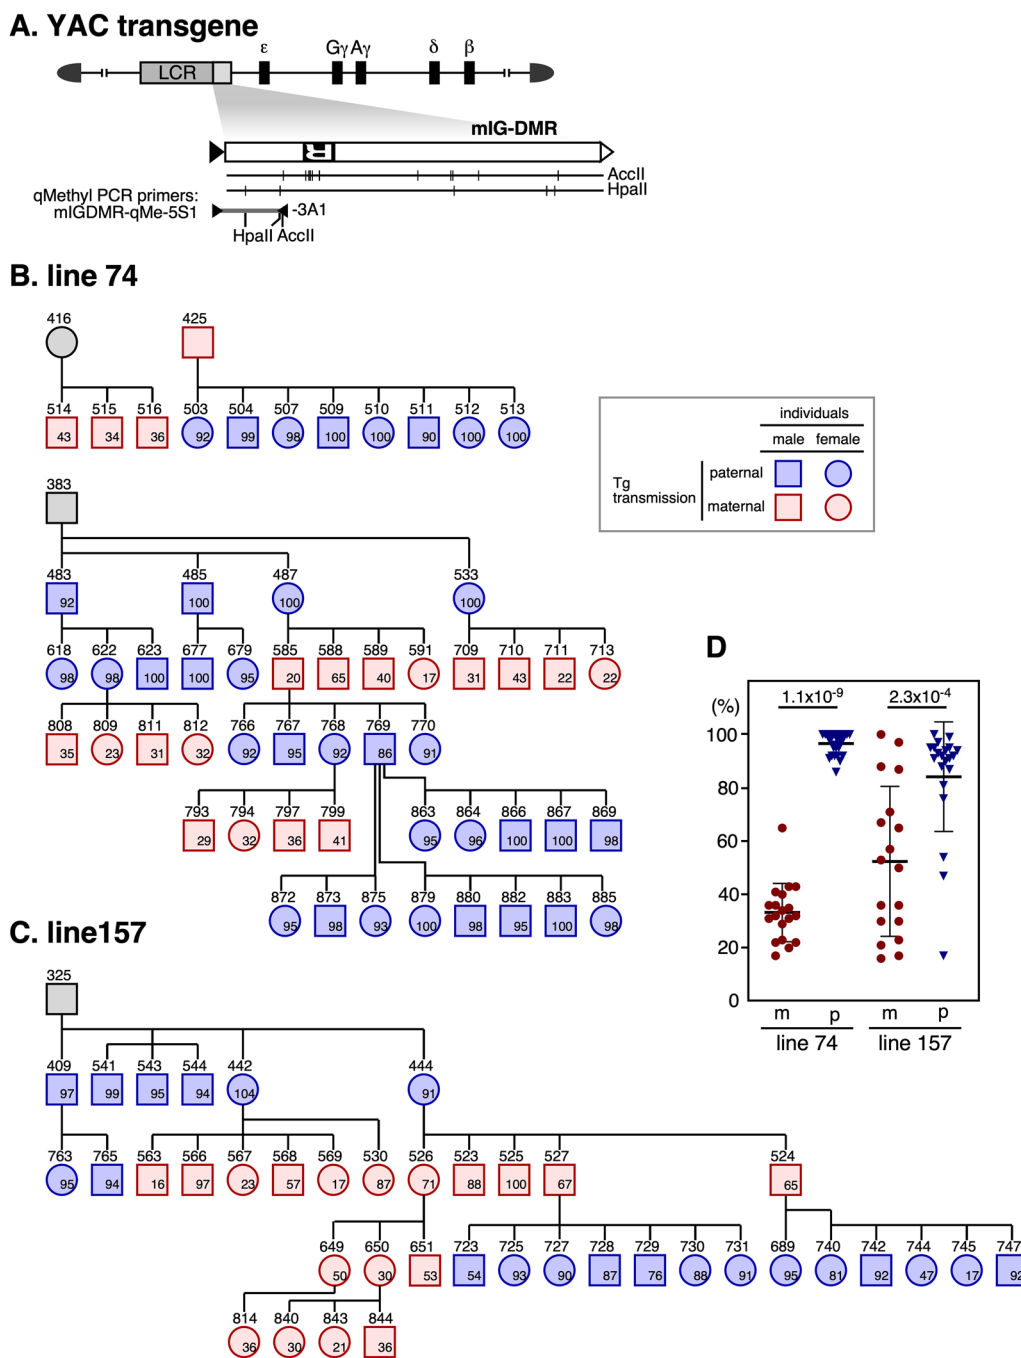 A. YAC transgene
ε Gγ Aγ δ β
LCR
mIG-DMR
AccII
HpaII
qMethyl PCR primers:
mIGDMR-qMe-5S1 -3A1
HpaII AccII
B. line 74
416 425
514 515 516 503 504 507 509 510 511 512 513
43 34 36 92 99 98 100 100 90 100 100
individuals
male female
Tg transmission
paternal
maternal
383
483 485 487 533
92 100 100 100
618 622 623 677 679 585 588 589 591 709 710 711 713
98 98 100 100 95 20 65 40 17 31 43 22 22
808 809 811 812 766 767 768 769 770
35 23 31 32 92 95 92 86 91
793 794 797 799 863 864 866 867 869
29 32 36 41 95 96 100 100 98
872 873 875 879 880 882 883 885
95 98 93 100 98 95 100 98
C. line157
325
409 541 543 544 442 444
97 99 95 94 104 91
763 765 563 566 567 568 569 530 526 523 525 527 524
95 94 16 97 23 57 17 87 71 88 100 67 65
649 650 651 723 725 727 728 729 730 731 689 740 742 744 745 747
50 30 53 54 93 90 87 76 88 91 95 81 92 47 17 92
814 840 843 844
36 30 21 36
D
(%)
1.1x10-9 2.3x10-4
100
80
60
40
20
0
m p m p
line 74 line 157